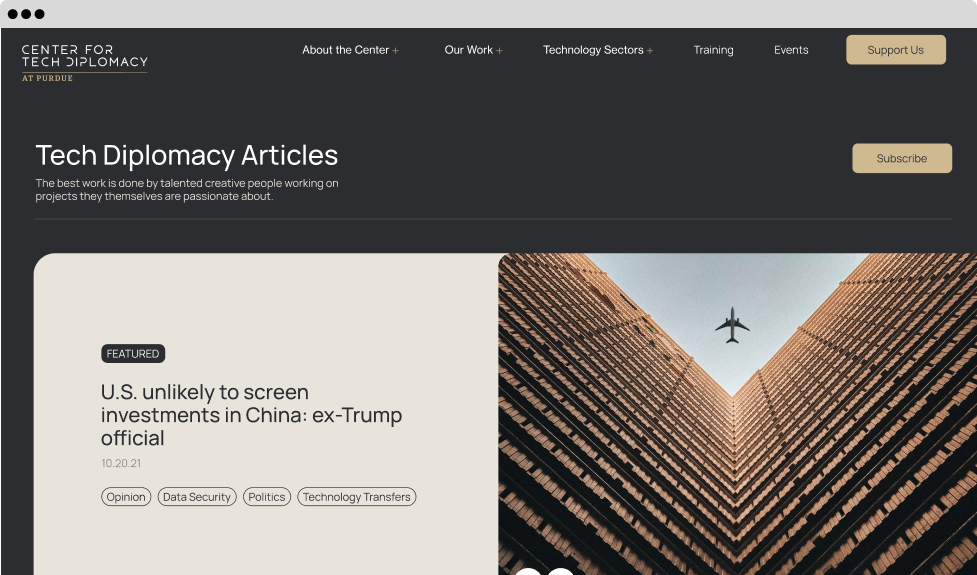 CENTER FOR
TECH DIPLOMACY
AT PURDUE
About the Center +
Our Work +
Technology Sectors +
Training
Events
Support Us
Tech Diplomacy Articles
Subscribe
The best work is done by talented creative people working on
projects they themselves are passionate about.
FEATURED
U.S. unlikely to screen
investments in China: ex-Trump
official
10.20.21
Opinion
Data Security
Politics
Technology Transfers